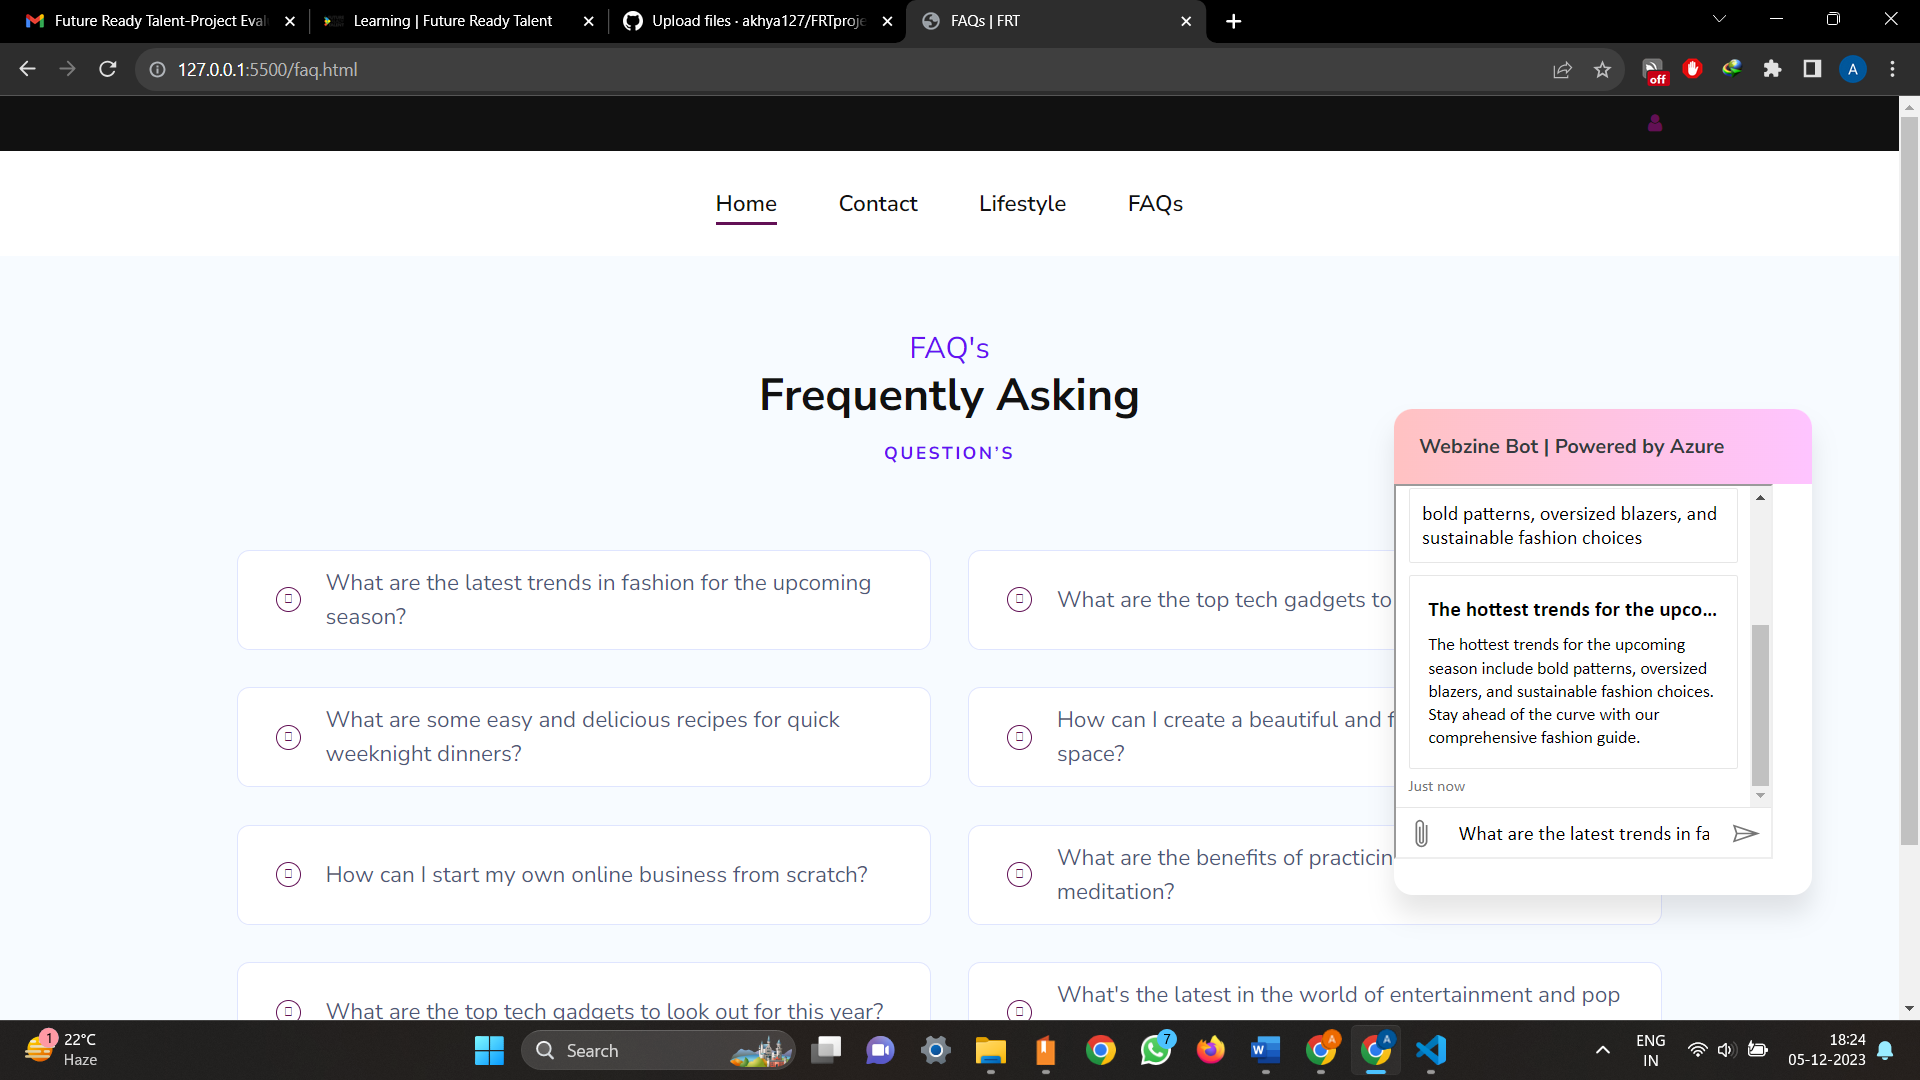 Future Ready Talent-Project Eval
Learning | Future Ready Talent
Upload files · akhya127/FRTproje
FAQs | FRT
127.0.0.1:5500/faq.html
off
A
Home
Contact
Lifestyle
FAQs
FAQ's
Frequently Asking
QUESTION'S
What are the latest trends in fashion for the upcoming
season?
What are the top tech gadgets to
What are some easy and delicious recipes for quick
weeknight dinners?
How can I create a beautiful and f
space?
How can I start my own online business from scratch?
What are the benefits of practicin
meditation?
What are the top tech gadgets to look out for this year?
What's the latest in the world of entertainment and pop
Webzine Bot | Powered by Azure
bold patterns, oversized blazers, and
sustainable fashion choices
The hottest trends for the upco...
The hottest trends for the upcoming
season include bold patterns, oversized
blazers, and sustainable fashion choices.
Stay ahead of the curve with our
comprehensive fashion guide.
Just now
What are the latest trends in fa
1
22°C
Haze
Search
7
A
A
ENG
IN
18:24
05-12-2023